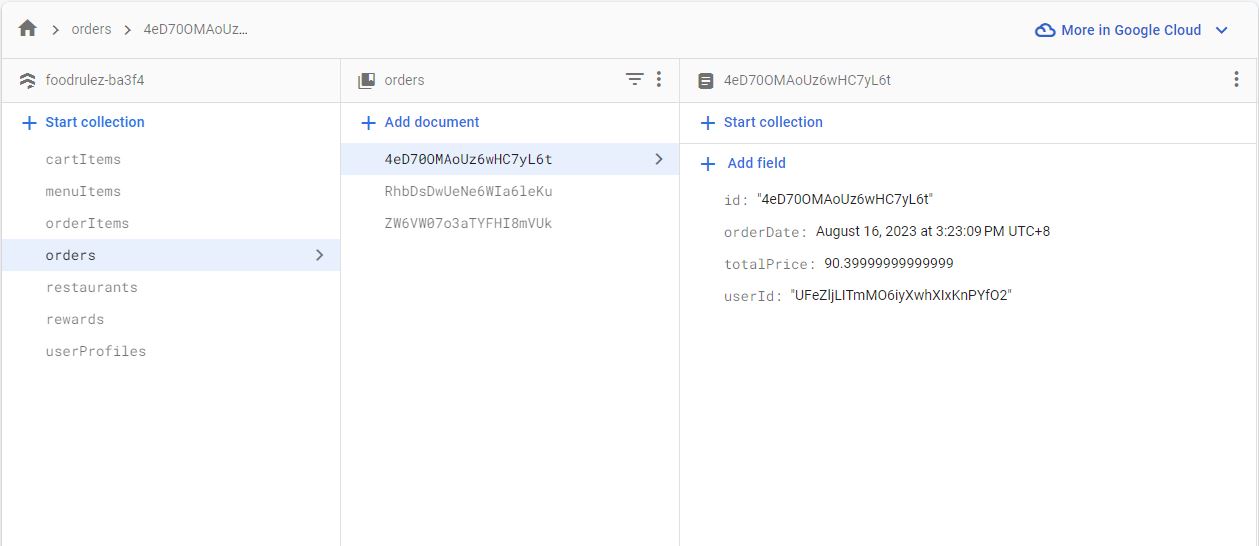 orders
4eD70OMAoUz…
More in Google Cloud
foodrulez-ba3f4
orders
4eD70OMAoUz6wHC7yL6t
Start collection
cartItems
menuItems
orderItems
orders
restaurants
rewards
userProfiles
Add document
4eD70OMAoUz6wHC7yL6t
RhbDsDwUeNe6WIa6leKu
ZW6VW07o3aTYFHI8mVUk
Start collection
Add field
id: "4eD70OMAoUz6wHC7yL6t"
orderDate: August 16, 2023 at 3:23:09 PM UTC+8
totalPrice: 90.39999999999999
userId: "UFeZljLITmMO6iyXwhXIxKnPYfO2"